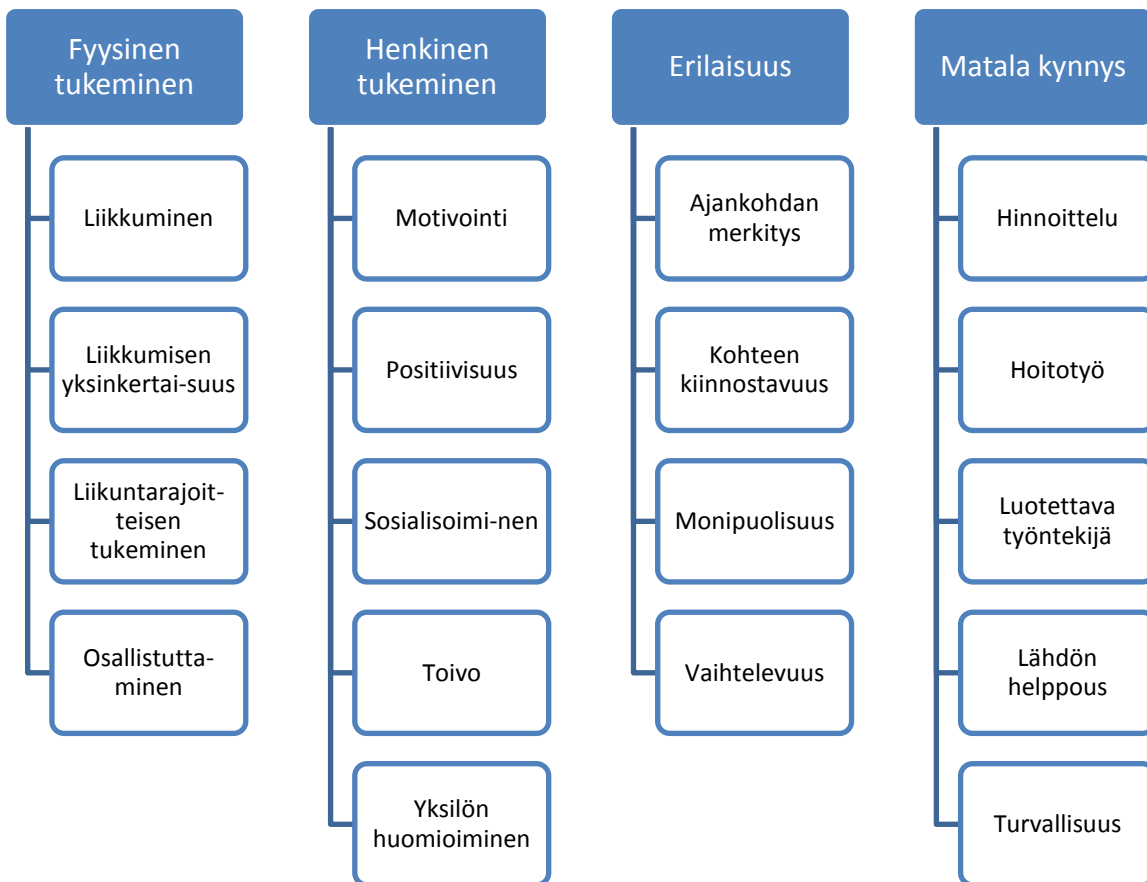 Fyysinen
tukeminen
Liikkuminen
Liikkumisen
yksinkertai-suus
Liikuntarajoit-
teisen
tukeminen
Osallistutta-
minen
Henkinen
tukeminen
Motivointi
Positiivisuus
Sosialisoimi-nen
Toivo
Yksilön
huomioiminen
Erilaisuus
Ajankohdan
merkitys
Kohteen
kiinnostavuus
Monipuolisuus
Vaihtelevuus
Matala kynnys
Hinnoittelu
Hoitotyö
Luotettava
työntekijä
Lähdön
helppous
Turvallisuus